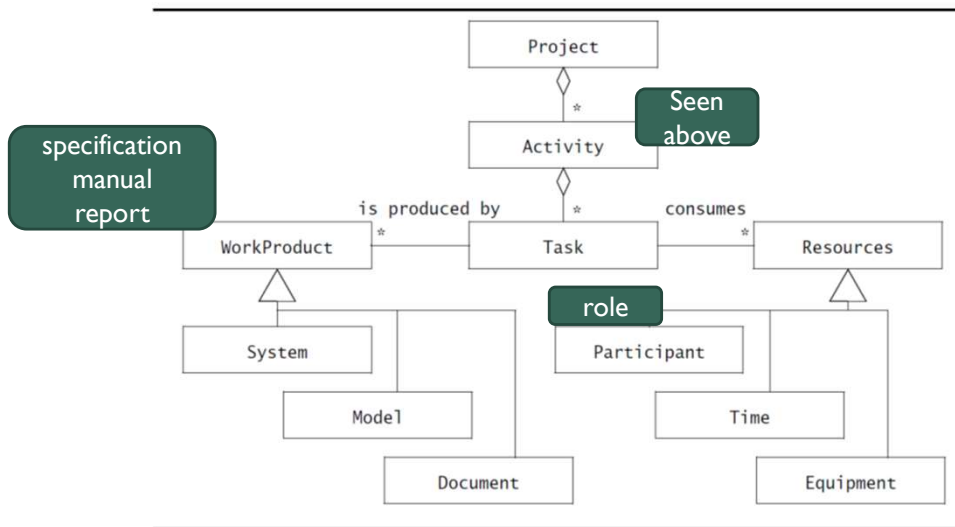 Project
*
Seen
above
Activity
specification
manual
report
is produced by
*
consumes
*
WorkProduct
*
Task
Resources
role
System
Participant
Model
Time
Document
Equipment